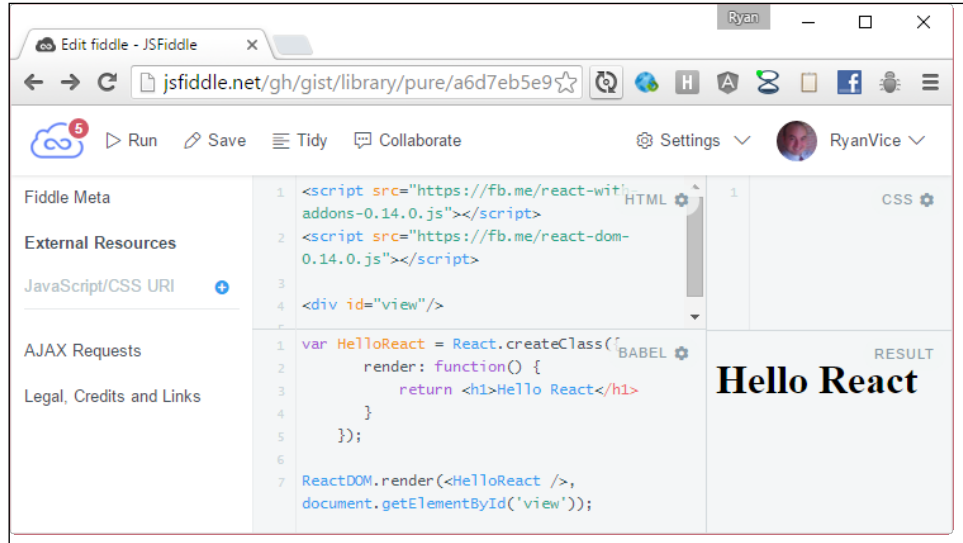 Ryan
Edit fiddle - JSFiddle
jsfiddle.net/gh/gist/library/pure/a6d7eb5e9
5
Run
Save
Tidy
Collaborate
Settings
RyanVice
Fiddle Meta
External Resources
JavaScript/CSS URI
AJAX Requests
Legal, Credits and Links
HTML
1 <script src="https://fb.me/react-with-
addons-0.14.0.js"></script>
2 <script src="https://fb.me/react-dom-
0.14.0.js"></script>
3
4 <div id="view"/>
CSS
1
BABEL
1 var HelloReact = React.createClass({
2 render: function() {
3 return <h1>Hello React</h1>
4 }
5 });
6
7 ReactDOM.render(<HelloReact />,
document.getElementById('view'));
RESULT
Hello React